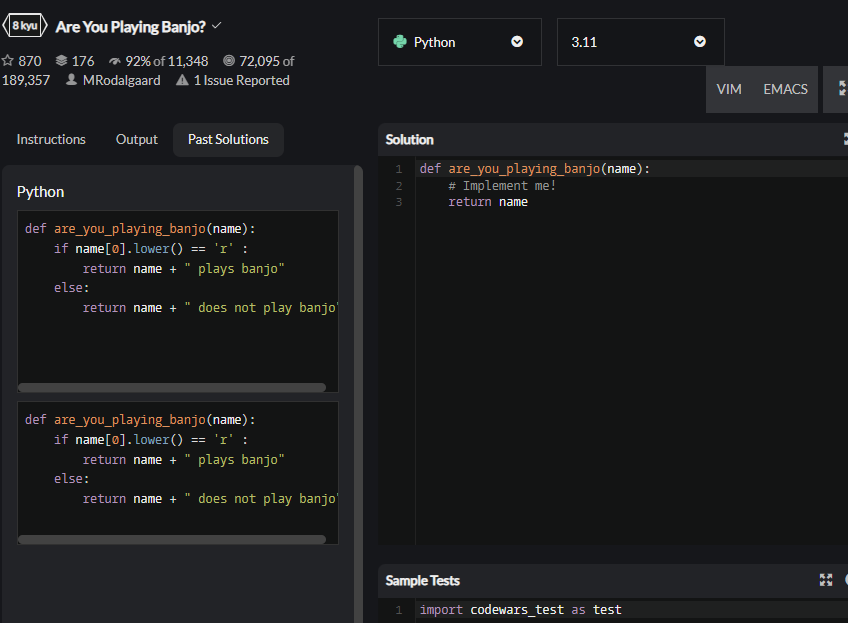 8 kyu Are You Playing Banjo?
870 176 92% of 11,348 72,095 of
189,357 MRodalgaard 1 Issue Reported
Python 3.11
VIM EMACS
Instructions Output Past Solutions
Python
def are_you_playing_banjo(name):
    if name[0].lower() == 'r' :
        return name + " plays banjo"
    else:
        return name + " does not play banjo"
def are_you_playing_banjo(name):
    if name[0].lower() == 'r' :
        return name + " plays banjo"
    else:
        return name + " does not play banjo"
Solution
1 def are_you_playing_banjo(name):
2     # Implement me!
3     return name
Sample Tests
1 import codewars_test as test